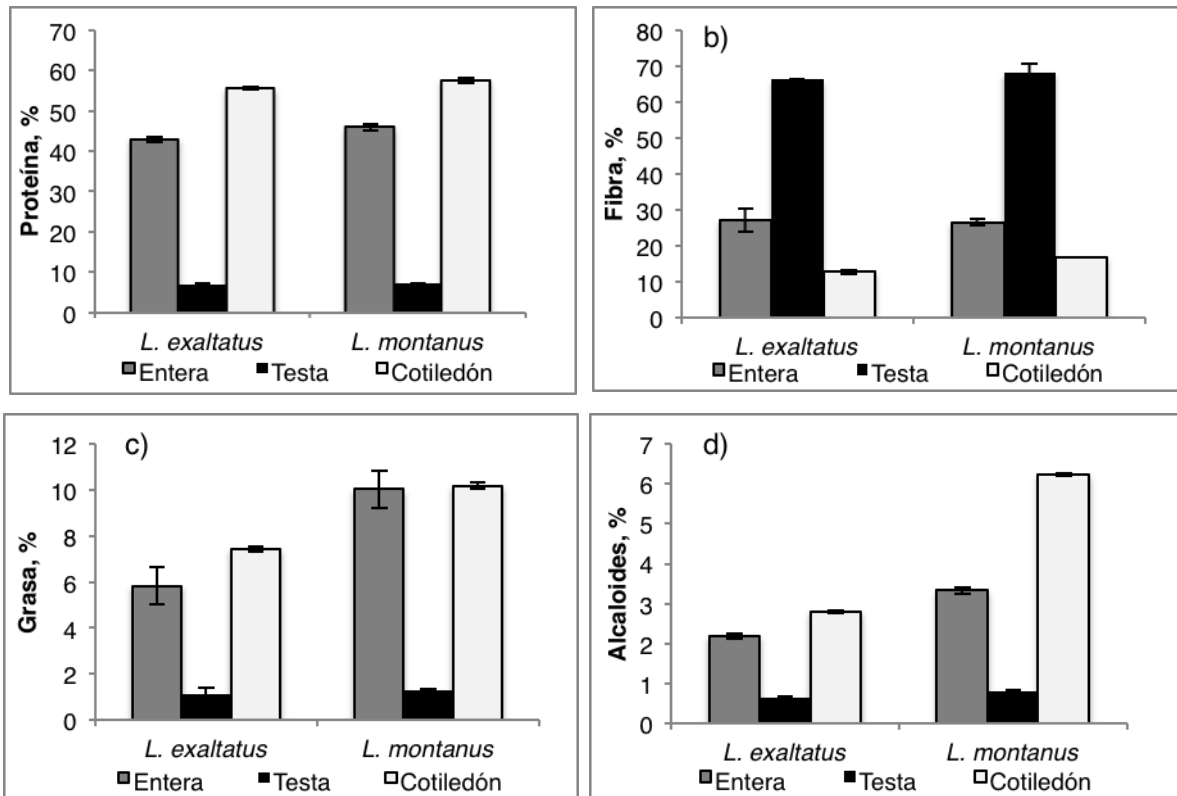 70
60
50
40
30
20
10
0
Proteína, %
L. exaltatus L. montanus
Entera Testa Cotiledón
b)
80
70
60
50
40
30
20
10
0
Fibra, %
L. exaltatus L. montanus
Entera Testa Cotiledón
c)
12
10
8
6
4
2
0
Grasa, %
L. exaltatus L. montanus
Entera Testa Cotiledón
d)
7
6
5
4
3
2
1
0
Alcaloides, %
L. exaltatus L. montanus
Entera Testa Cotiledón